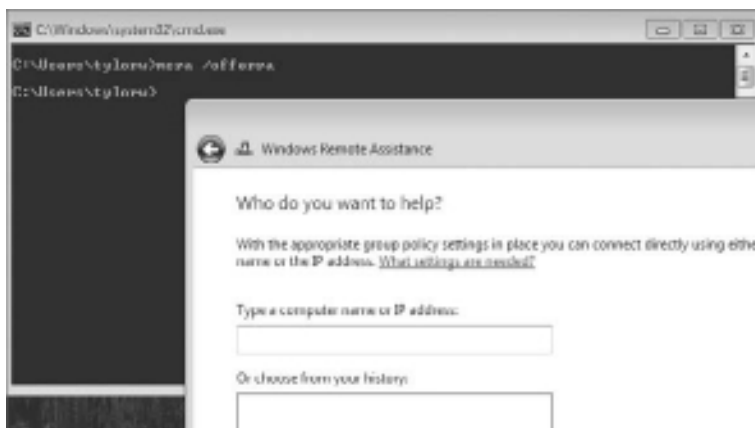 C:\Windows\system32\cmd.exe
C:\Users\tylorw>msra /offerra
C:\Users\tylorw>
Windows Remote Assistance
Who do you want to help?
With the appropriate group policy settings in place you can connect directly using eithe
name or the IP address. What settings are needed?
Type a computer name or IP address:
Or choose from your history: